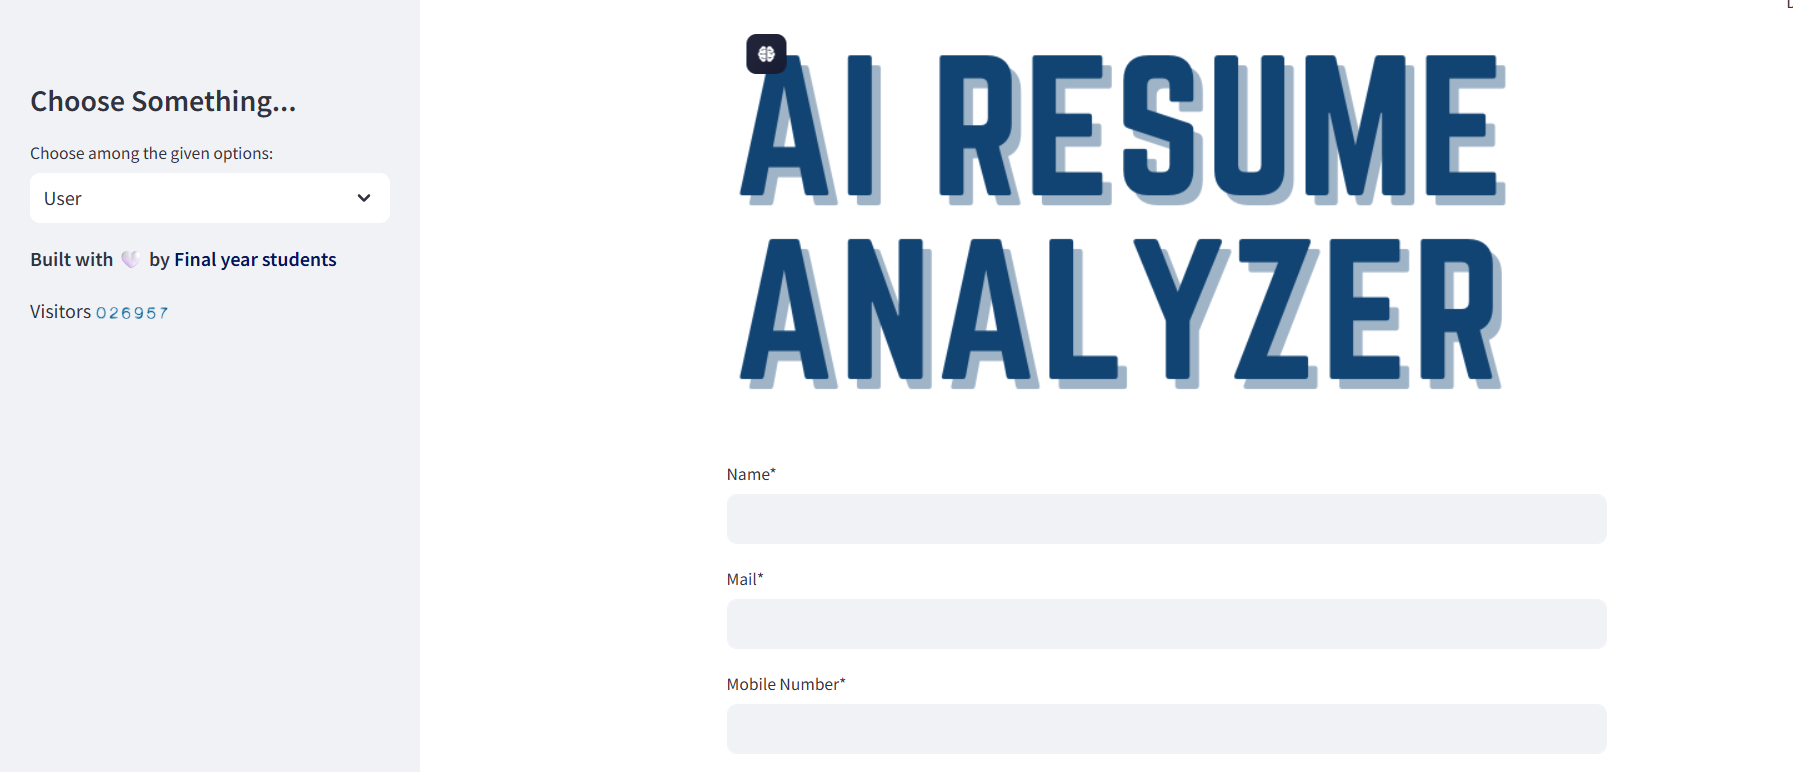 Choose Something...
Choose among the given options:
User
Built with by Final year students
Visitors 026957
AI RESUME
ANALYZER
Name*
Mail*
Mobile Number*